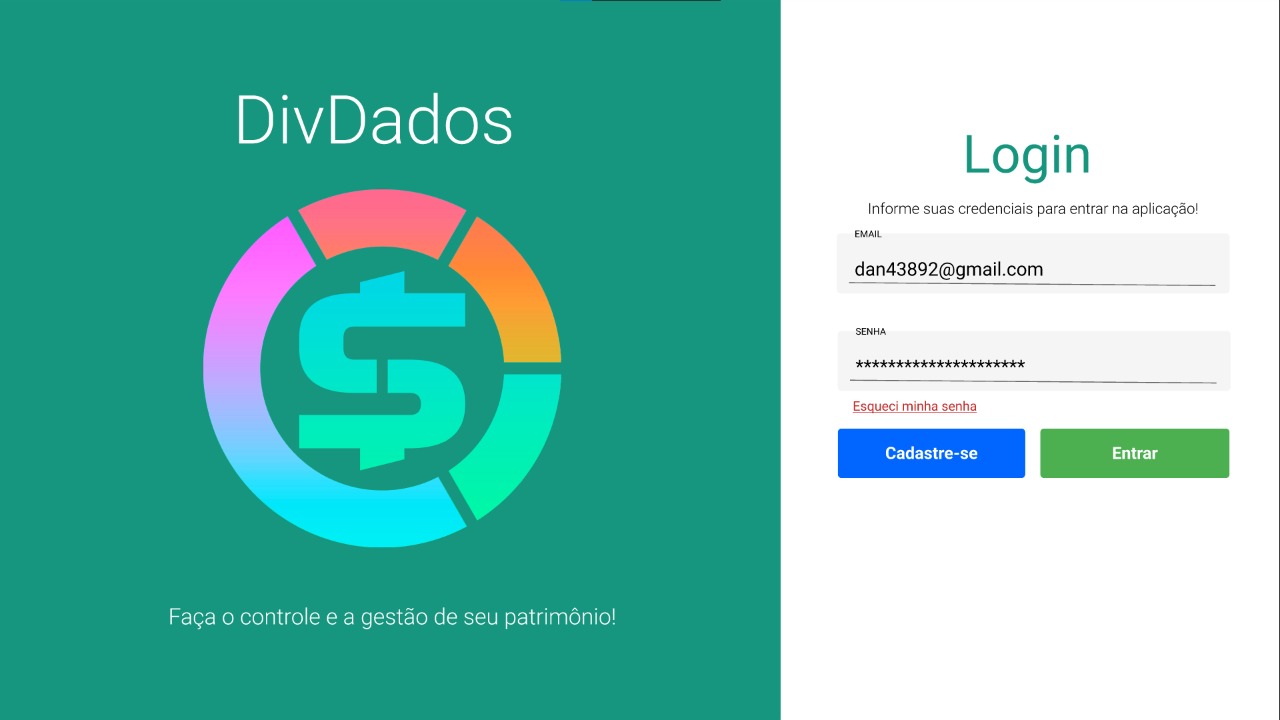 DivDados
Faça o controle e a gestão de seu patrimônio!
Login
Informe suas credenciais para entrar na aplicação!
EMAIL
dan43892@gmail.com
SENHA
*********************
Esqueci minha senha
Cadastre-se
Entrar